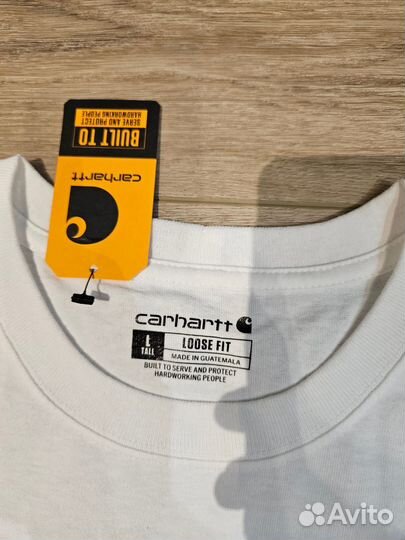 BUILT TO
SERVE AND PROTECT
HARDWORKING PEOPLE
carhartt
carhartt
L
TALL
LOOSE FIT
MADE IN GUATEMALA
BUILT TO SERVE AND PROTECT
HARDWORKING PEOPLE
Avito